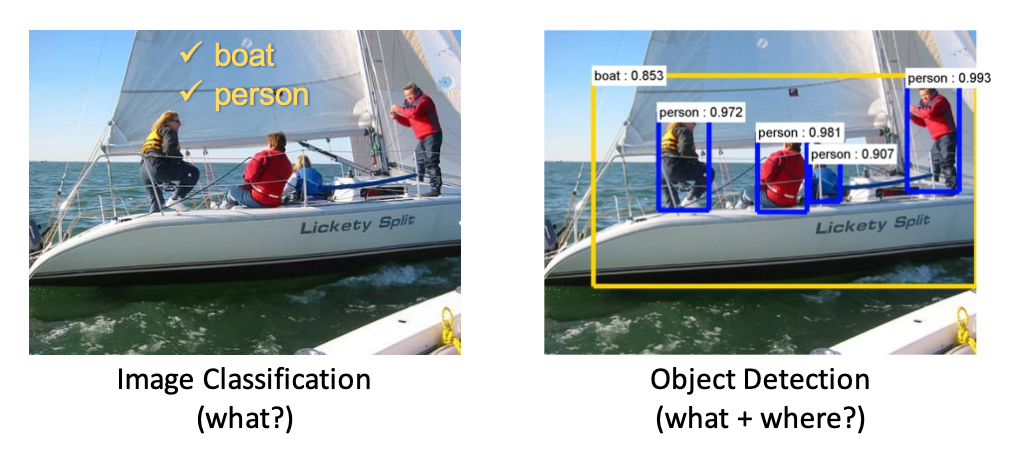 ✓ boat
✓ person
Lickety Split
Image Classification
(what?)
boat : 0.853
person : 0.993
person : 0.972
person : 0.981
person : 0.907
Lickety Split
Object Detection
(what + where?)